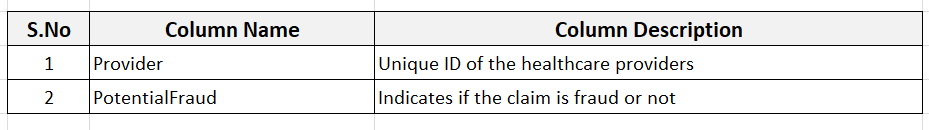 S.No Column Name Column Description
1 Provider Unique ID of the healthcare providers
2 PotentialFraud Indicates if the claim is fraud or not